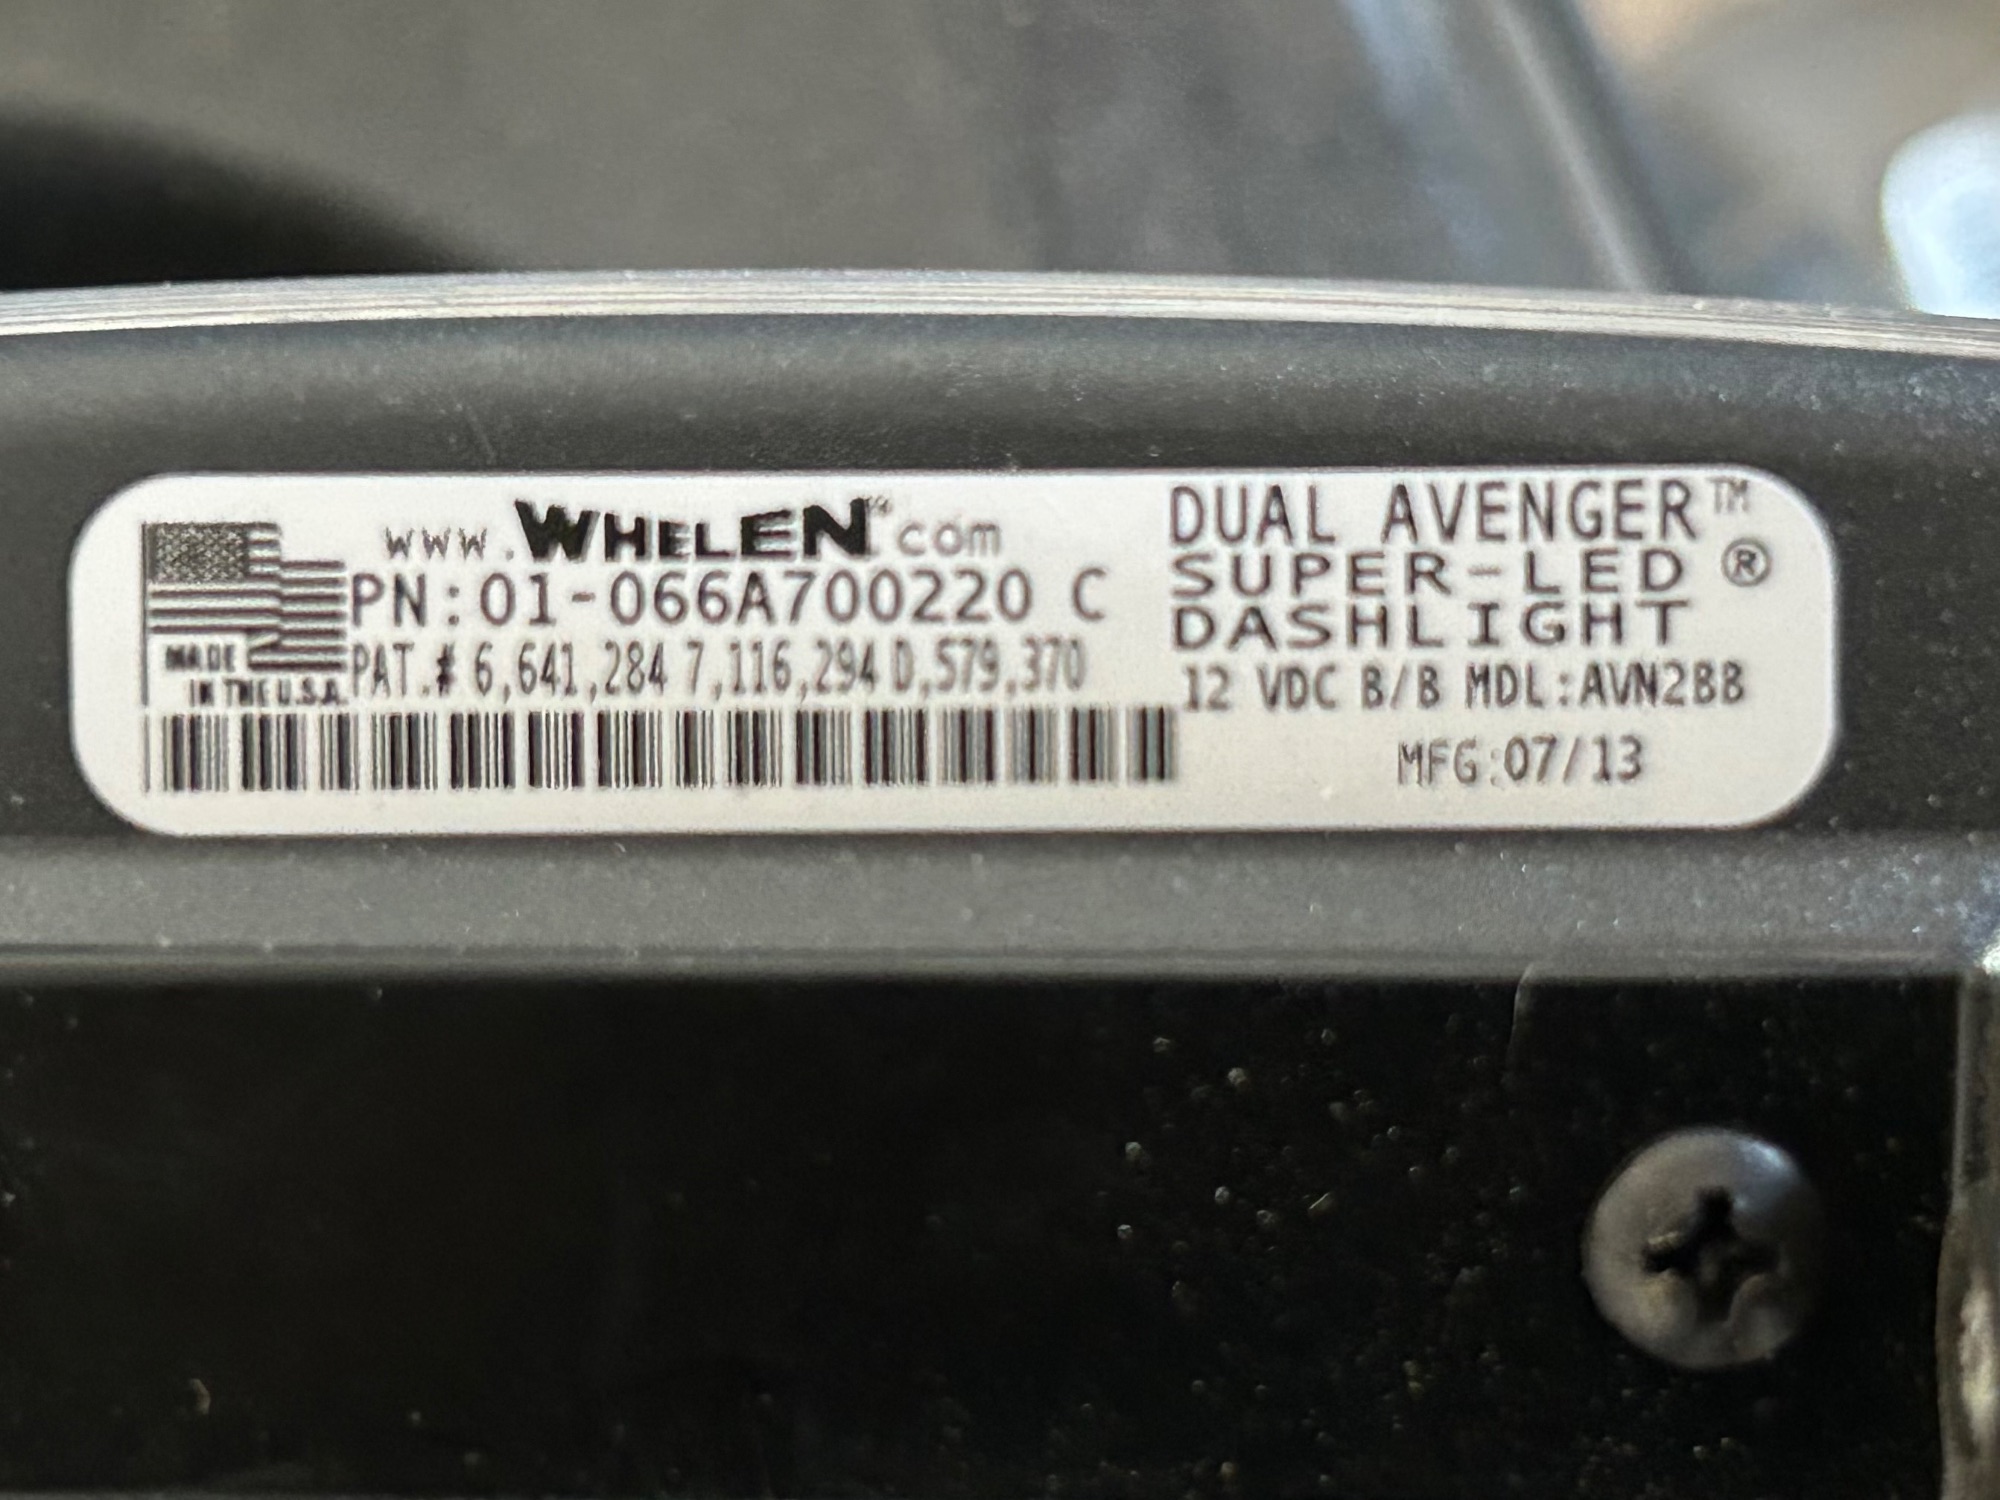 www.WHELEN™.com
PN:01-066A700220 C
PAT.# 6,641,284 7,116,294 D,579,370
MADE
IN THE U.S.A.
DUAL AVENGER™
SUPER-LED®
DASHLIGHT
12 VDC B/B MDL:AVN2BB
MFG:07/13